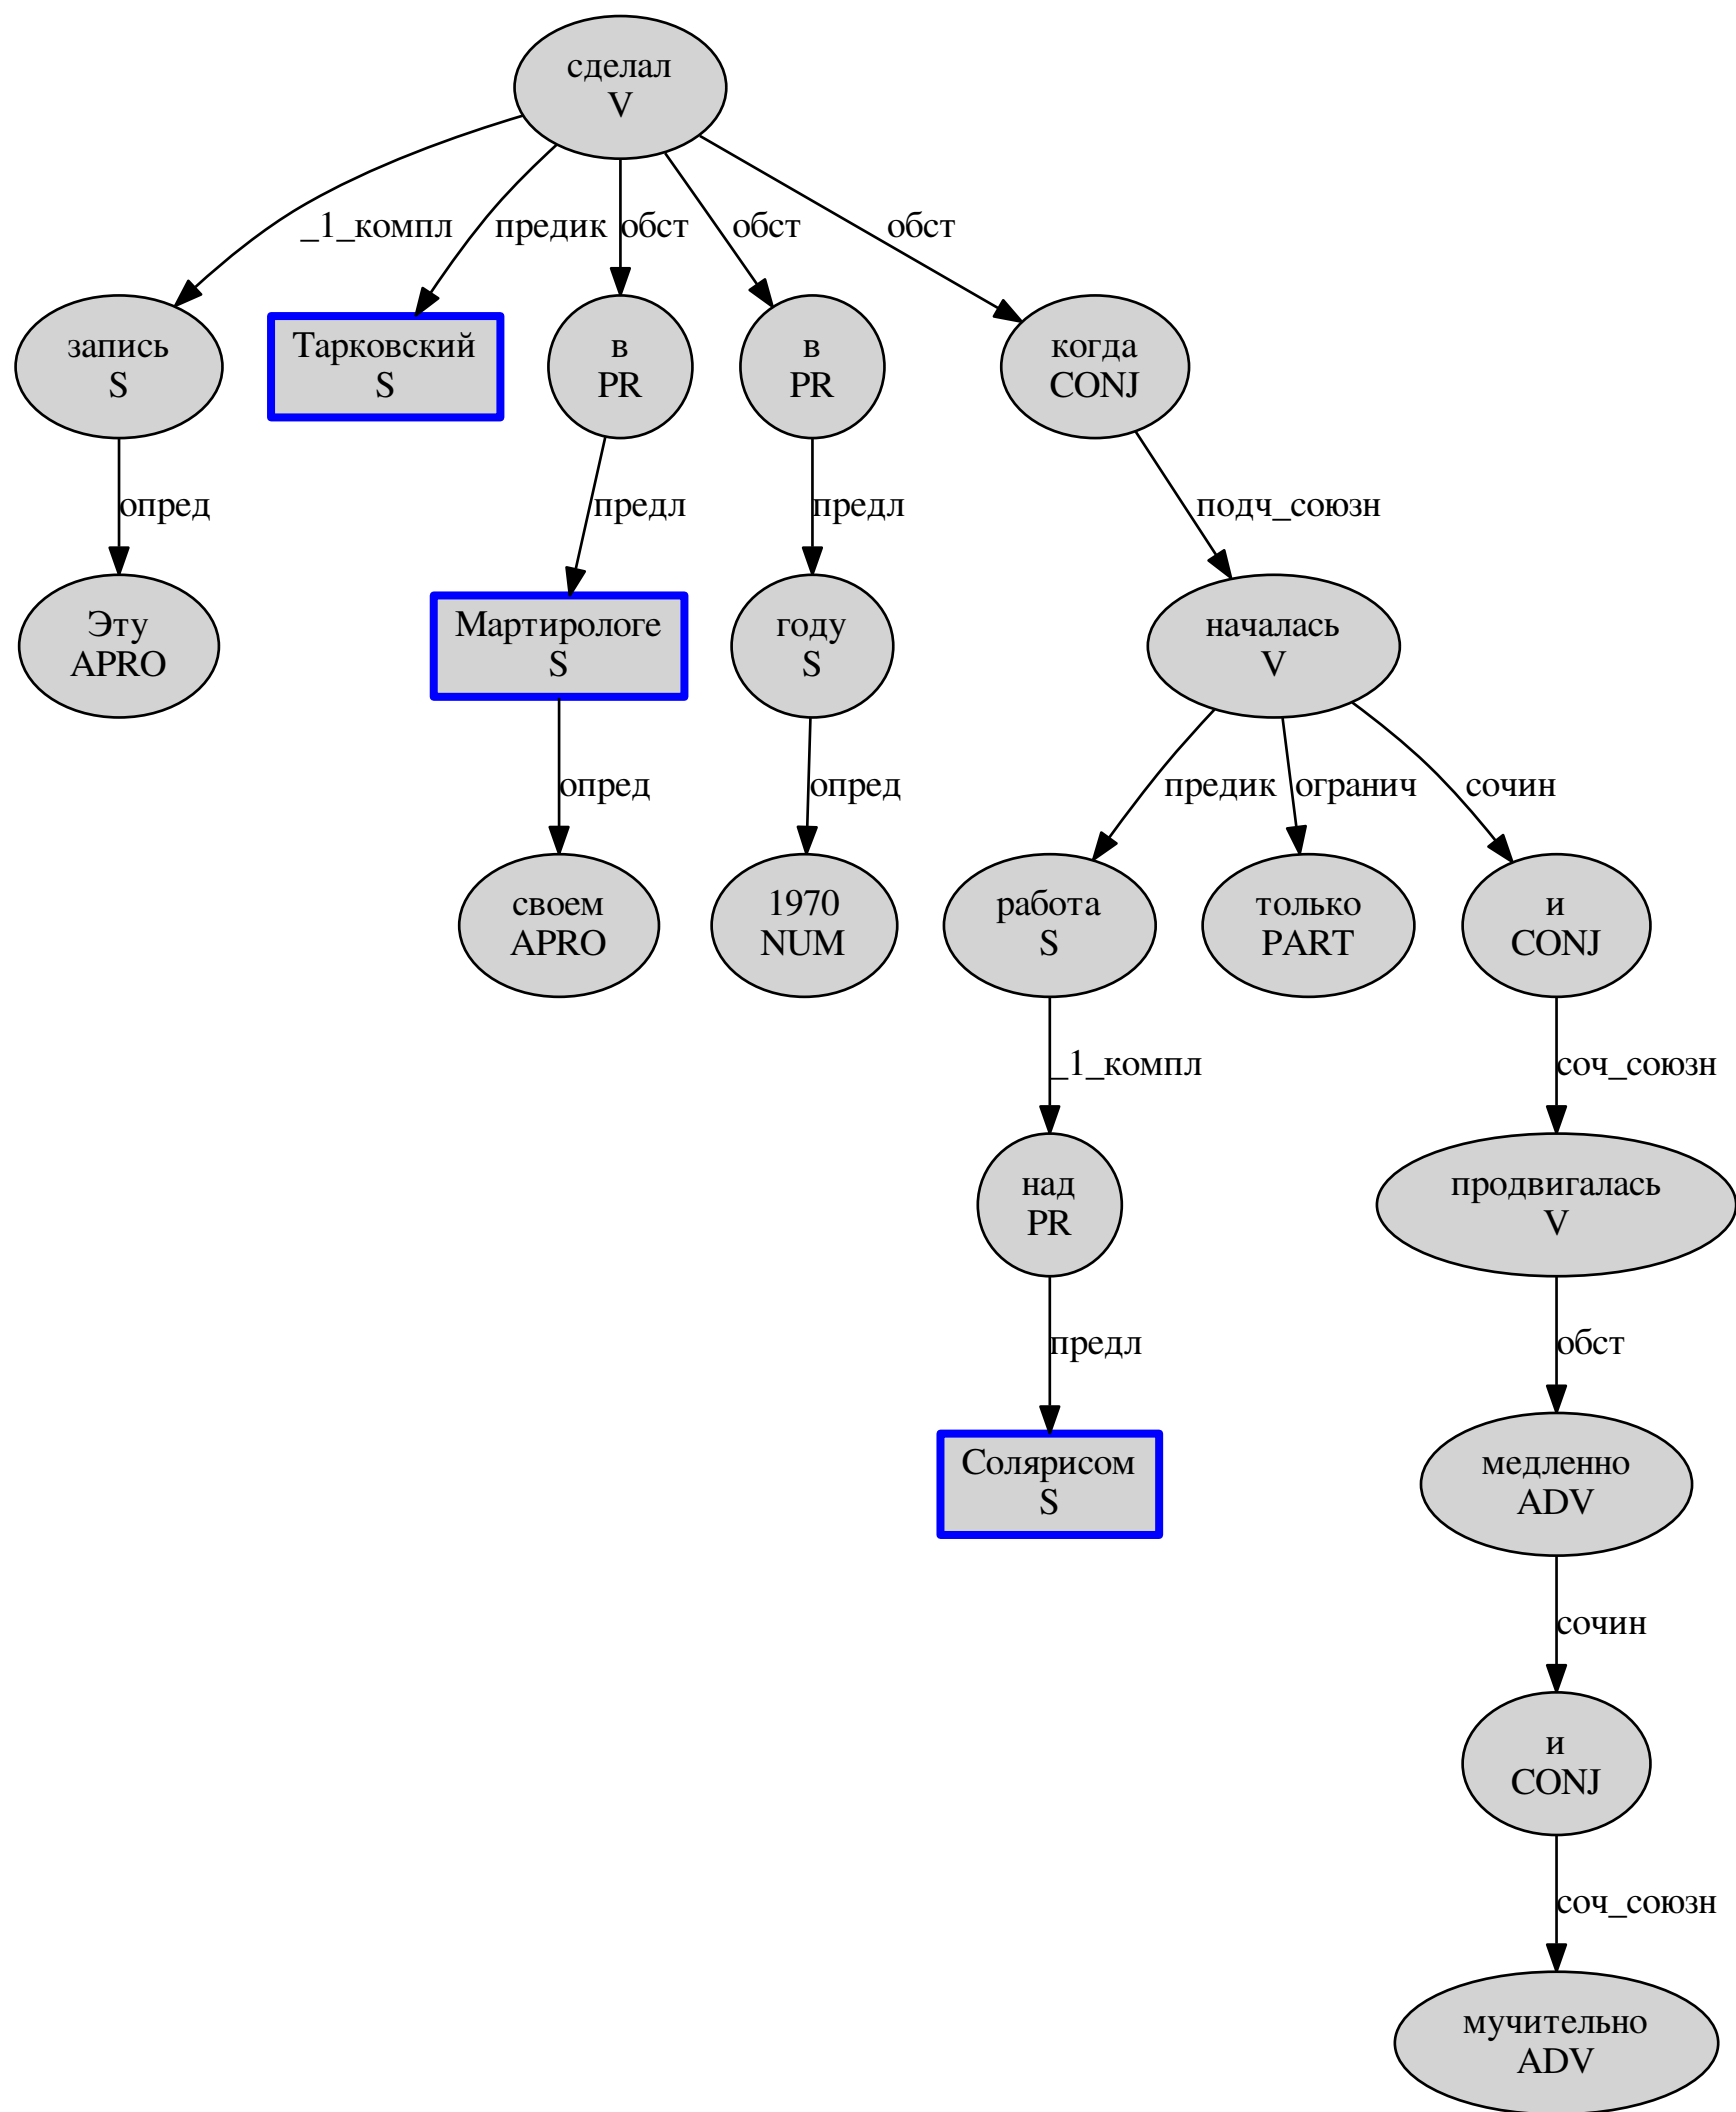 сделал
V
_1_компл
предик
обст
обст
обст
запись
S
Тарковский
S
в
PR
в
PR
когда
CONJ
опред
предл
предл
подч_союзн
Эту
APRO
Мартирологе
S
году
S
началась
V
опред
опред
предик
огранич
сочин
своем
APRO
1970
NUM
работа
S
только
PART
и
CONJ
_1_компл
соч_союзн
над
PR
продвигалась
V
предл
обст
Солярисом
S
медленно
ADV
сочин
и
CONJ
соч_союзн
мучительно
ADV